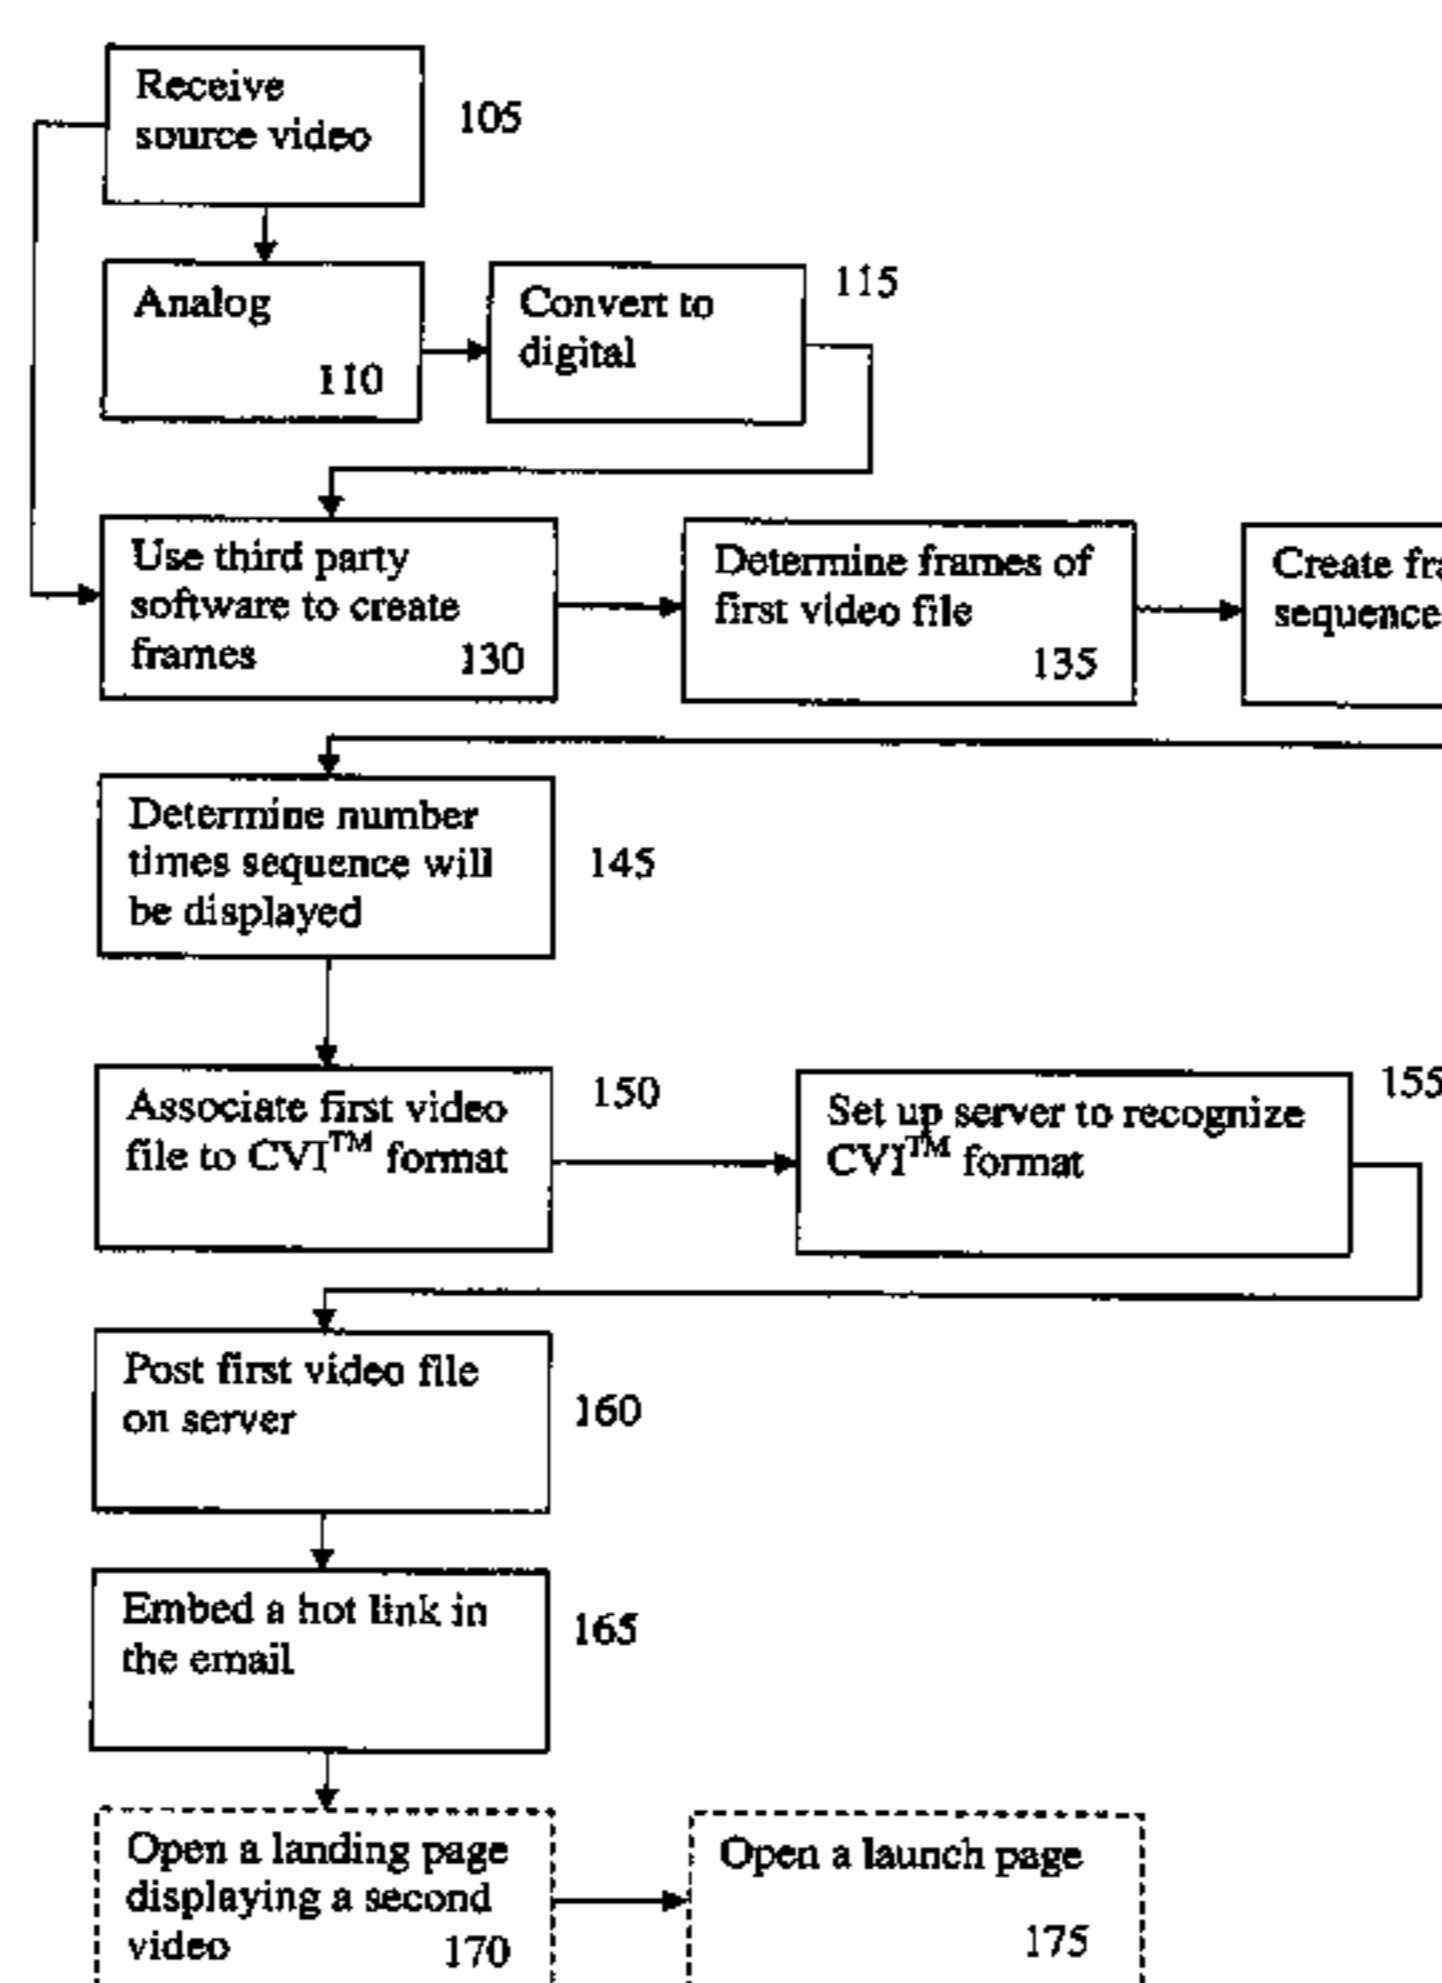 Receive
source video
105
Analog
110
Convert to
digital
115
Use third party
software to create
frames
130
Determine frames of
first video file
135
Create
sequence
Determine number
times sequence will
be displayed
145
Associate first video
file to CVI™ format
150
Set up server to recognize
CVI™ format
155
Post first video file
on server
160
Embed a hot link in
the email
165
Open a landing page
displaying a second
video
170
Open a launch page
175